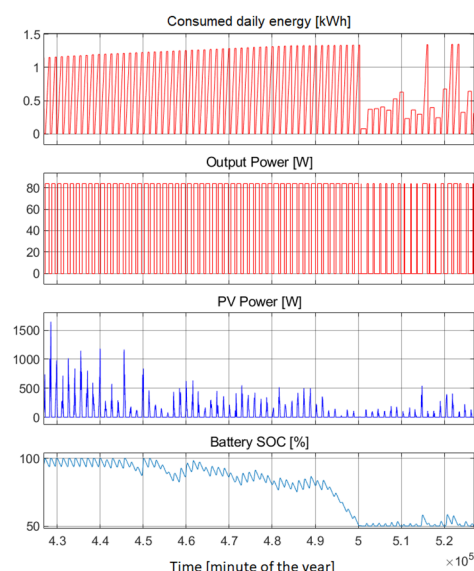 Consumed daily energy [kWh]
1.5
1
0.5
0
Output Power [W]
80
60
40
20
0
PV Power [W]
1500
1000
500
0
Battery SOC [%]
100
50
4.3 4.4 4.5 4.6 4.7 4.8 4.9 5 5.1 5.2
×10⁵
Time [minute of the year]